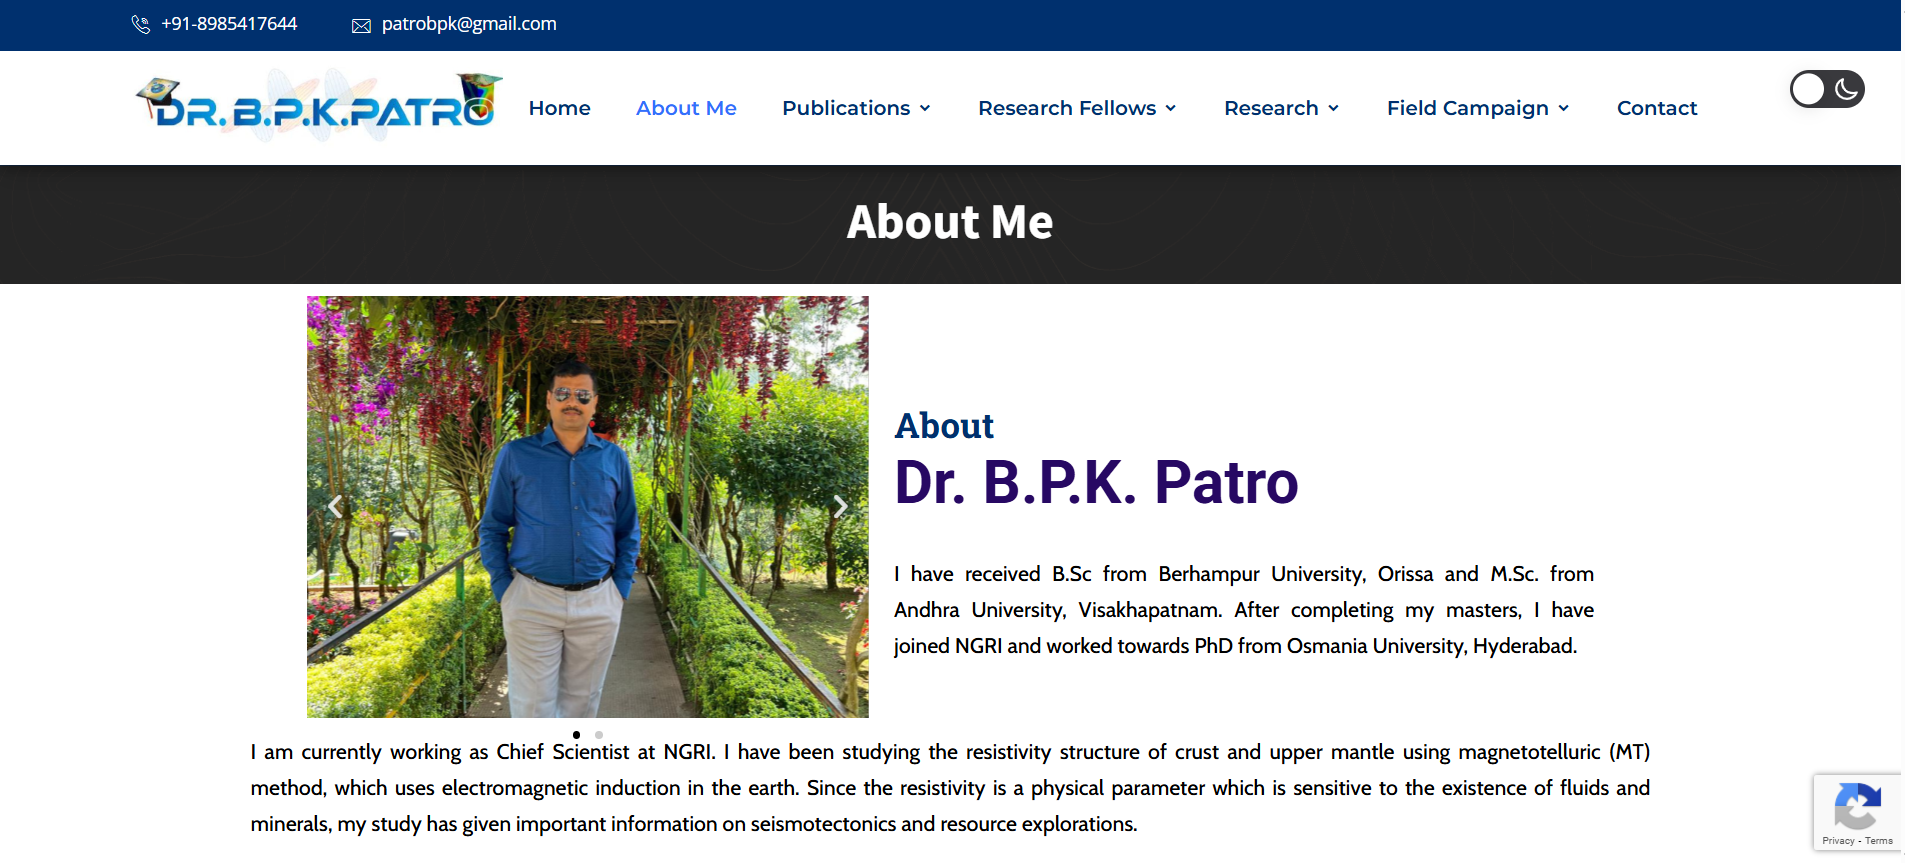 +91-8985417644 patrobpk@gmail.com
DR.B.P.K.PATRO Home About Me Publications Research Fellows Research Field Campaign Contact
About Me
About
Dr. B.P.K. Patro
I have received B.Sc from Berhampur University, Orissa and M.Sc. from
Andhra University, Visakhapatnam. After completing my masters, I have
joined NGRI and worked towards PhD from Osmania University, Hyderabad.
I am currently working as Chief Scientist at NGRI. I have been studying the resistivity structure of crust and upper mantle using magnetotelluric (MT)
method, which uses electromagnetic induction in the earth. Since the resistivity is a physical parameter which is sensitive to the existence of fluids and
minerals, my study has given important information on seismotectonics and resource explorations.
Privacy - Terms